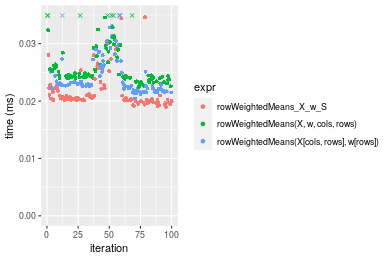 0.03
0.02
0.01
0.00
time (ms)
0
25
50
75
100
iteration
expr
rowWeightedMeans_X_w_S
rowWeightedMeans(X, w, cols, rows)
rowWeightedMeans(X[cols, rows], w[rows])